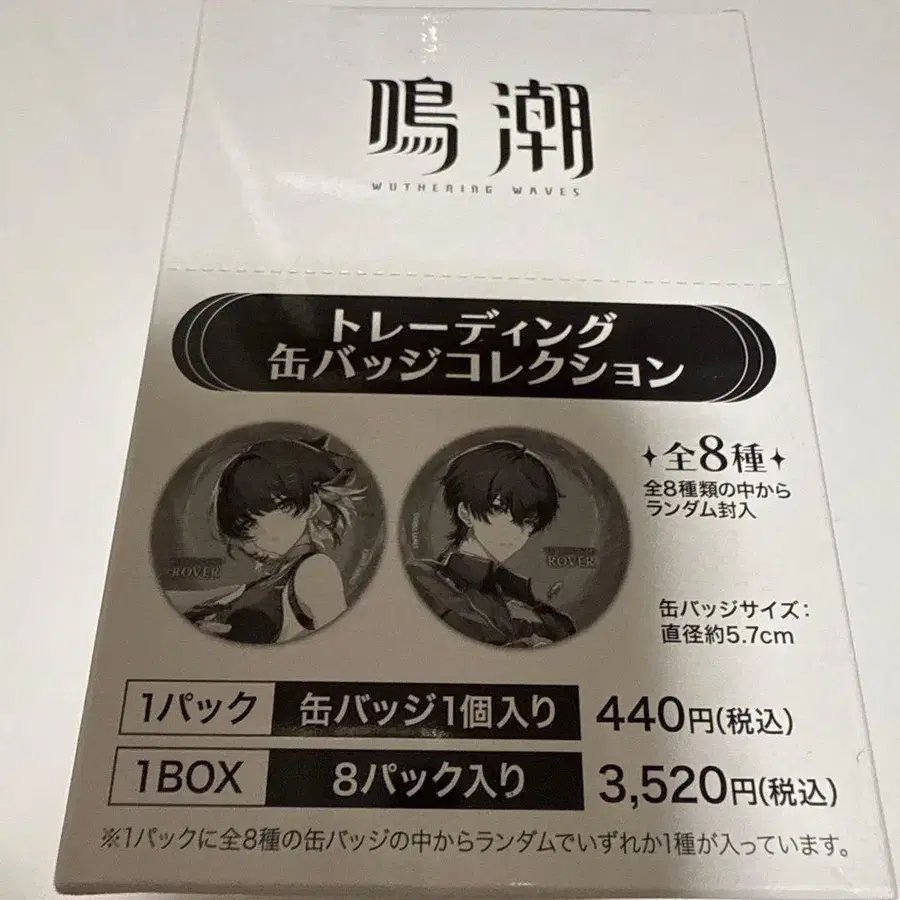 鳴潮
WUTHERING WAVES
トレーディング
缶バッジコレクション
ROVER
ROVER
✦全8種✦
全8種類の中から
ランダム封入
缶バッジサイズ:
直径約5.7cm
1パック 缶バッジ1個入り 440円(税込)
1BOX 8パック入り 3,520円(税込)
※1パックに全8種の缶バッジの中からランダムでいずれか1種が入っています。